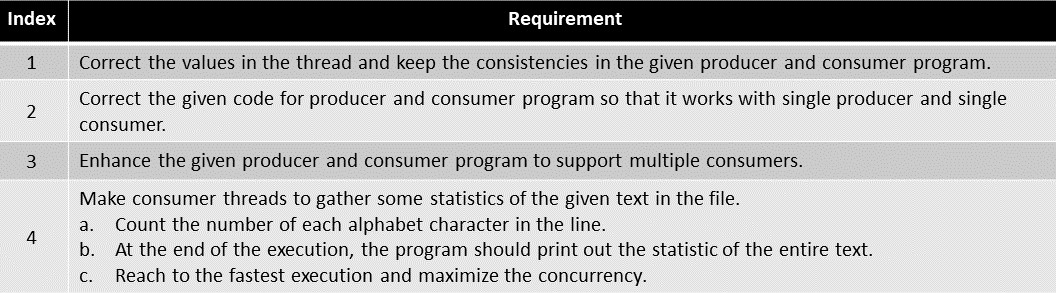 Index Requirement
1 Correct the values in the thread and keep the consistencies in the given producer and consumer program.
2 Correct the given code for producer and consumer program so that it works with single producer and single
consumer.
3 Enhance the given producer and consumer program to support multiple consumers.
4 Make consumer threads to gather some statistics of the given text in the file.
a. Count the number of each alphabet character in the line.
b. At the end of the execution, the program should print out the statistic of the entire text.
c. Reach to the fastest execution and maximize the concurrency.